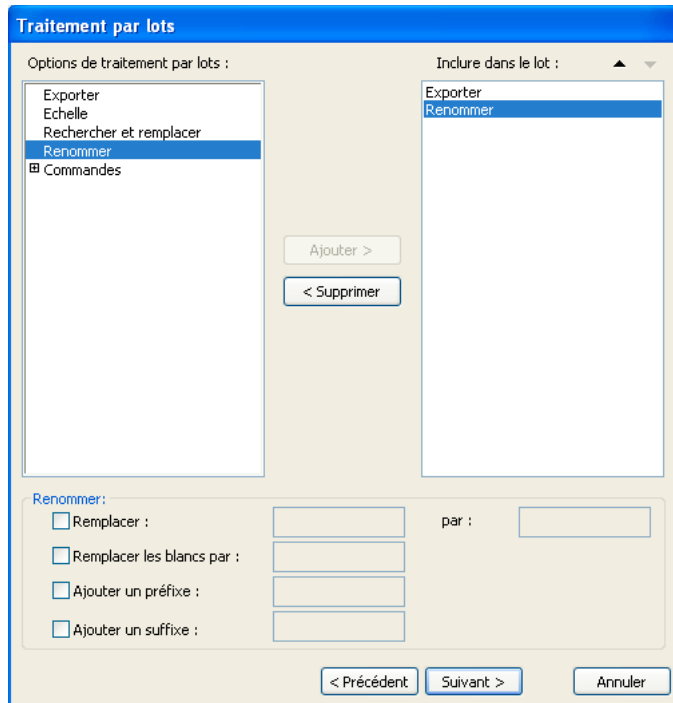 Traitement par lots
Options de traitement par lots :
Inclure dans le lot :
Exporter
Echelle
Rechercher et remplacer
Renommer
Commandes
Exporter
Renommer
Ajouter >
< Supprimer
Renommer:
Remplacer :
par :
Remplacer les blancs par :
Ajouter un préfixe :
Ajouter un suffixe :
< Précédent
Suivant >
Annuler